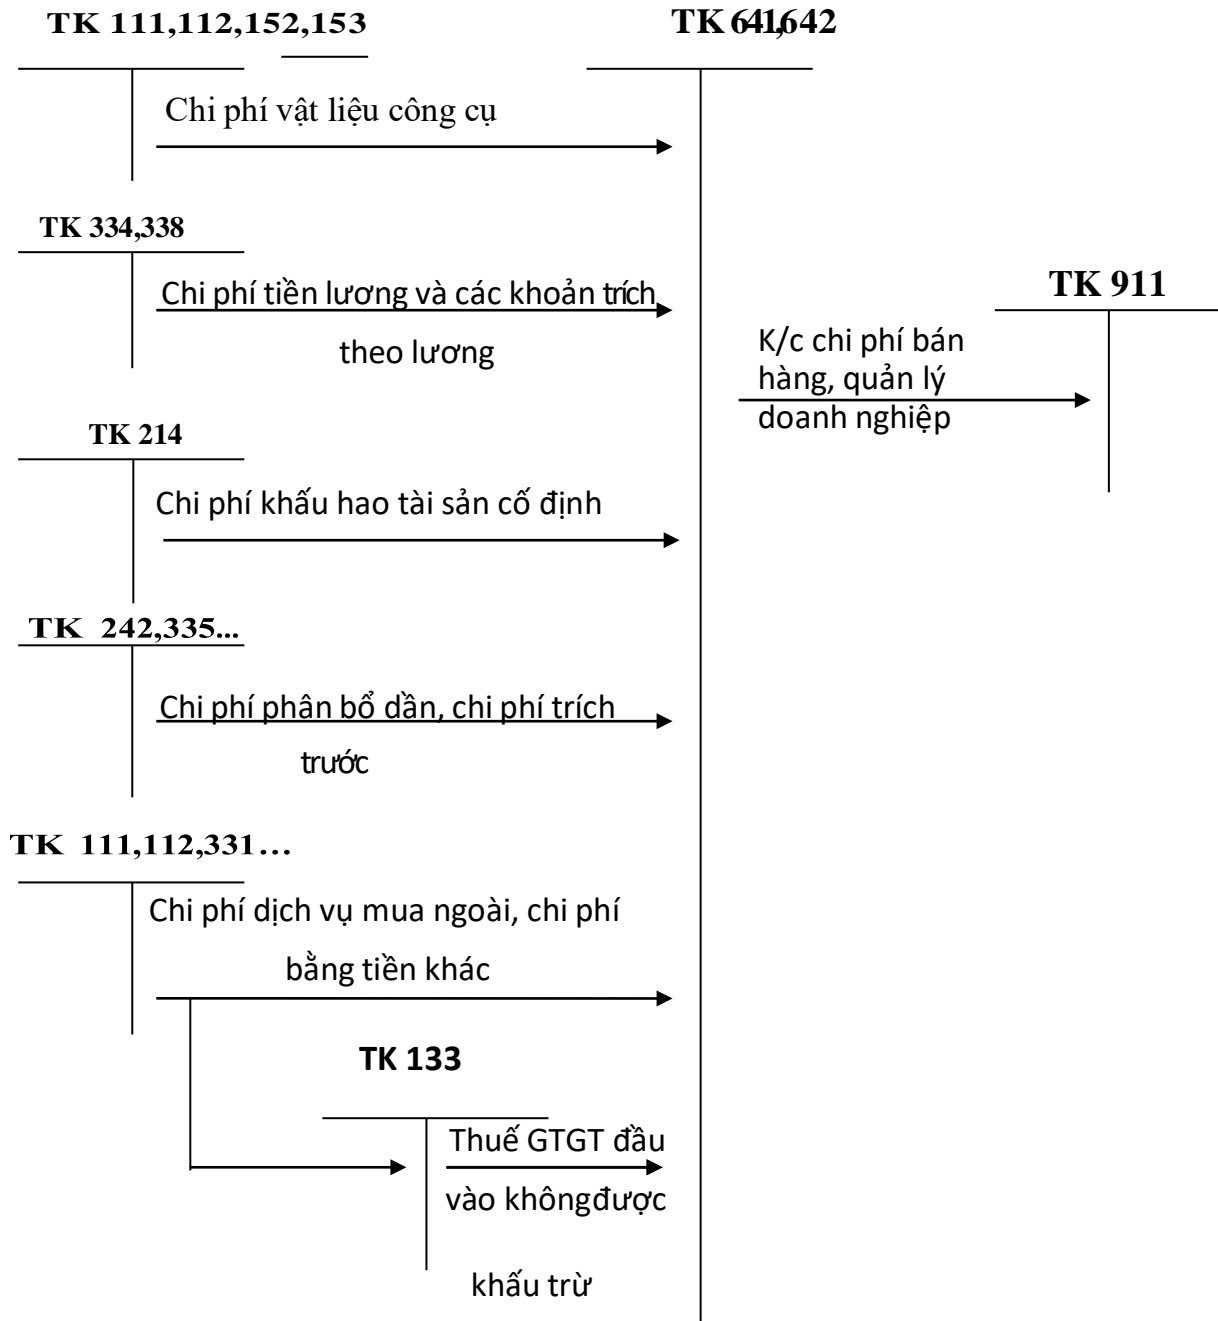 TK 111,112,152,153
TK 641,642
Chi phí vật liệu công cụ
TK 334,338
Chi phí tiền lương và các khoản trích
theo lương
TK 911
K/c chi phí bán
hàng, quản lý
doanh nghiệp
TK 214
Chi phí khấu hao tài sản cố định
TK 242,335...
Chi phí phân bổ dần, chi phí trích
trước
TK 111,112,331...
Chi phí dịch vụ mua ngoài, chi phí
bằng tiền khác
TK 133
Thuế GTGT đầu
vào khôngđược
khấu trừ